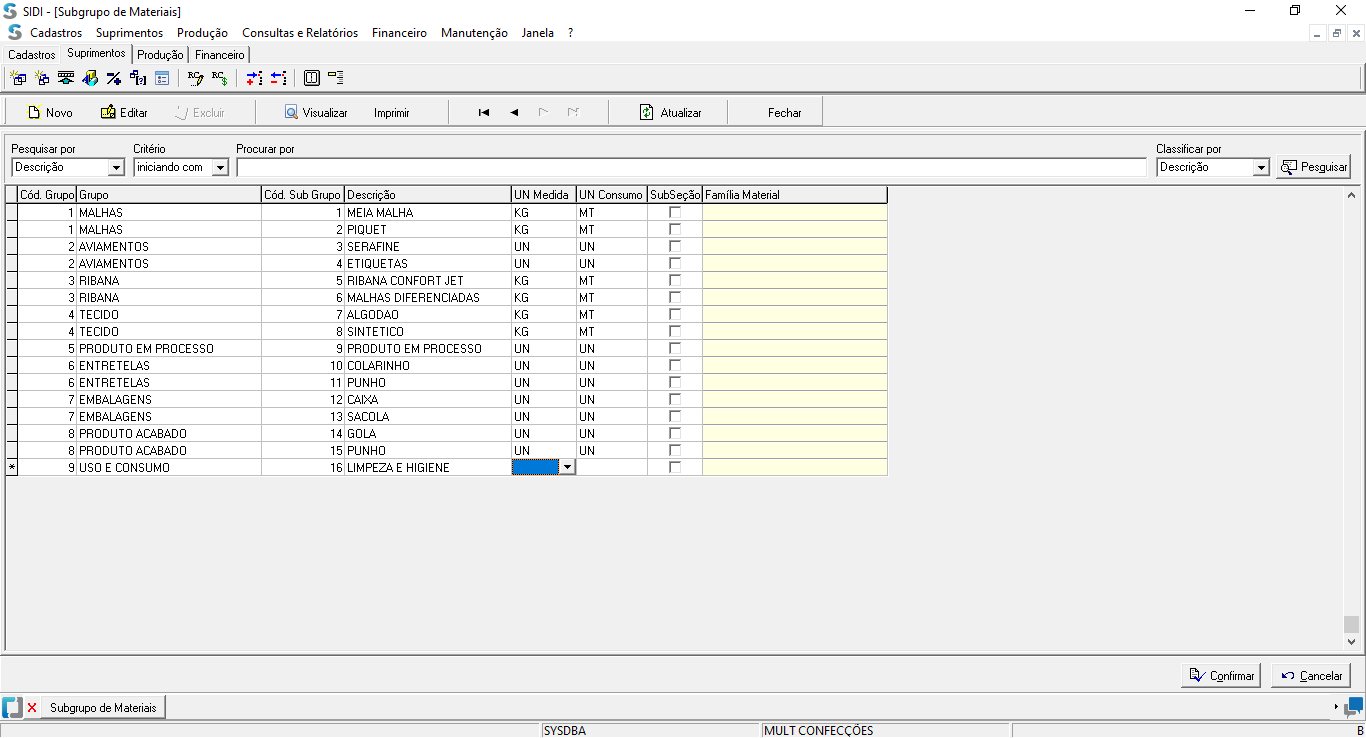 SIDI - [Subgrupo de Materiais]
Cadastros Suprimentos Produção Consultas e Relatórios Financeiro Manutenção Janela ?
Cadastros Suprimentos Produção Financeiro
Novo Editar Excluir Visualizar Imprimir Atualizar Fechar
Pesquisar por Critério Procurar por Classificar por
Descrição iniciando com Descrição Pesquisar
Cód. Grupo Grupo Cód. Sub Grupo Descrição UN Medida UN Consumo SubSeção Família Material
1 MALHAS 1 MEIA MALHA KG MT
1 MALHAS 2 PIQUET KG MT
2 AVIAMENTOS 3 SERAFINE UN UN
2 AVIAMENTOS 4 ETIQUETAS UN UN
3 RIBANA 5 RIBANA CONFORT JET KG MT
3 RIBANA 6 MALHAS DIFERENCIADAS KG MT
4 TECIDO 7 ALGODAO KG MT
4 TECIDO 8 SINTETICO KG MT
5 PRODUTO EM PROCESSO 9 PRODUTO EM PROCESSO UN UN
6 ENTRETELAS 10 COLARINHO UN UN
6 ENTRETELAS 11 PUNHO UN UN
7 EMBALAGENS 12 CAIXA UN UN
7 EMBALAGENS 13 SACOLA UN UN
8 PRODUTO ACABADO 14 GOLA UN UN
8 PRODUTO ACABADO 15 PUNHO UN UN
* 9 USO E CONSUMO 16 LIMPEZA E HIGIENE
Confirmar Cancelar
Subgrupo de Materiais
SYSDBA MULT CONFECÇÕES B